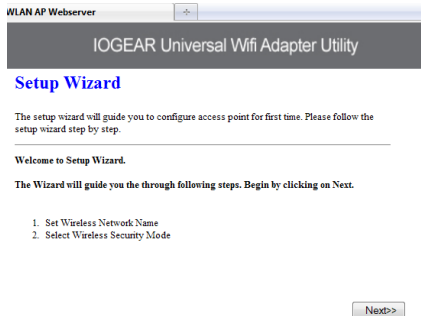 WLAN AP Webserver
IOGEAR Universal Wifi Adapter Utility
Setup Wizard
The setup wizard will guide you to configure access point for first time. Please follow the
setup wizard step by step.
Welcome to Setup Wizard.
The Wizard will guide you the through following steps. Begin by clicking on Next.
1. Set Wireless Network Name
2. Select Wireless Security Mode
Next>>